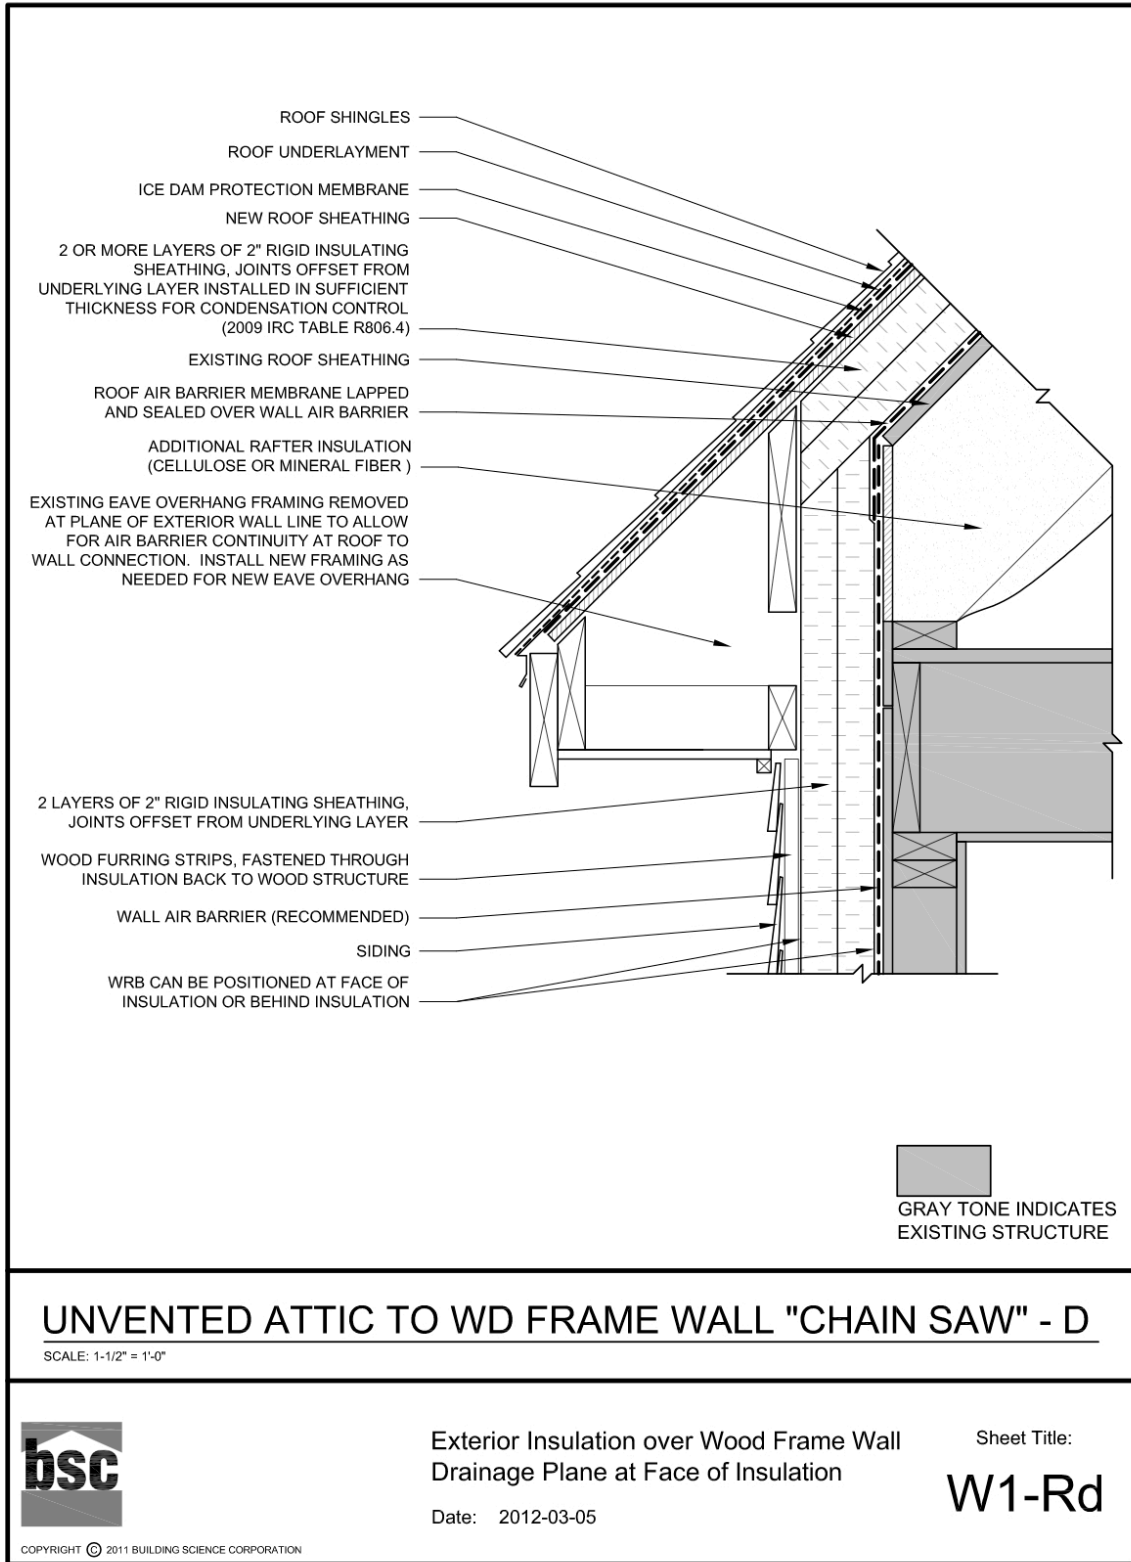 ROOF SHINGLES
ROOF UNDERLAYMENT
ICE DAM PROTECTION MEMBRANE
NEW ROOF SHEATHING
2 OR MORE LAYERS OF 2" RIGID INSULATING
SHEATHING, JOINTS OFFSET FROM
UNDERLYING LAYER INSTALLED IN SUFFICIENT
THICKNESS FOR CONDENSATION CONTROL
(2009 IRC TABLE R806.4)
EXISTING ROOF SHEATHING
ROOF AIR BARRIER MEMBRANE LAPPED
AND SEALED OVER WALL AIR BARRIER
ADDITIONAL RAFTER INSULATION
(CELLULOSE OR MINERAL FIBER )
EXISTING EAVE OVERHANG FRAMING REMOVED
AT PLANE OF EXTERIOR WALL LINE TO ALLOW
FOR AIR BARRIER CONTINUITY AT ROOF TO
WALL CONNECTION. INSTALL NEW FRAMING AS
NEEDED FOR NEW EAVE OVERHANG
2 LAYERS OF 2" RIGID INSULATING SHEATHING,
JOINTS OFFSET FROM UNDERLYING LAYER
WOOD FURRING STRIPS, FASTENED THROUGH
INSULATION BACK TO WOOD STRUCTURE
WALL AIR BARRIER (RECOMMENDED)
SIDING
WRB CAN BE POSITIONED AT FACE OF
INSULATION OR BEHIND INSULATION
GRAY TONE INDICATES
EXISTING STRUCTURE
UNVENTED ATTIC TO WD FRAME WALL "CHAIN SAW" - D
SCALE: 1-1/2" = 1'-0"
bsc
COPYRIGHT © 2011 BUILDING SCIENCE CORPORATION
Exterior Insulation over Wood Frame Wall
Drainage Plane at Face of Insulation
Date: 2012-03-05
Sheet Title:
W1-Rd